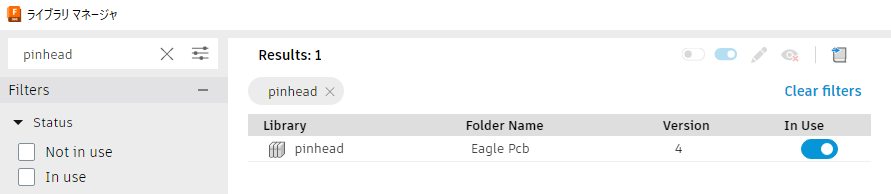 ライブラリ マネージャ
pinhead
Results: 1
Filters
pinhead
Clear filters
Status
Library Folder Name Version In Use
Not in use
pinhead Eagle Pcb 4
In use